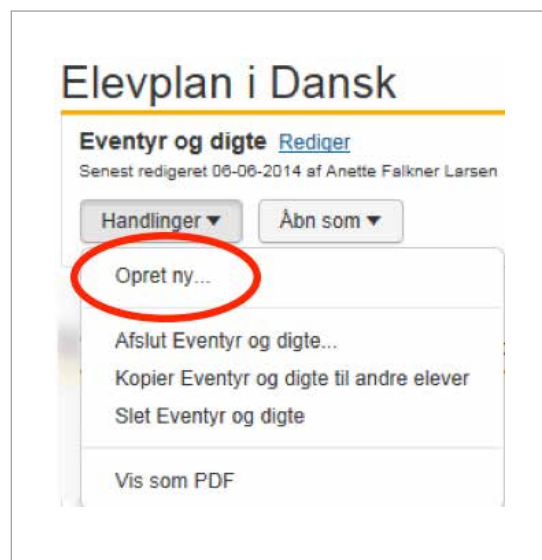 Elevplan i Dansk
Eventyr og digte Rediger
Senest redigeret 06-06-2014 af Anette Falkner Larsen
Handlinger ▼ Åbn som ▼
Opret ny...
Afslut Eventyr og digte...
Kopier Eventyr og digte til andre elever
Slet Eventyr og digte
Vis som PDF